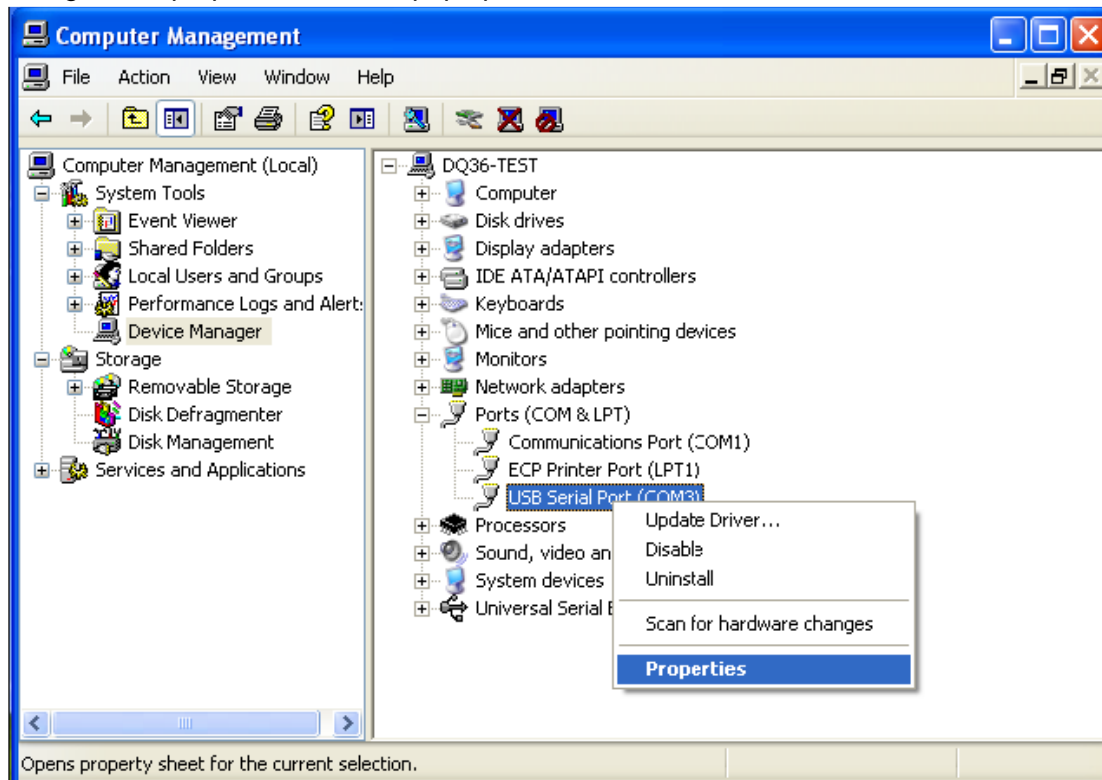 Computer Management
File Action View Window Help
Computer Management (Local)
System Tools
Event Viewer
Shared Folders
Local Users and Groups
Performance Logs and Alert
Device Manager
Storage
Removable Storage
Disk Defragmenter
Disk Management
Services and Applications
DQ36-TEST
Computer
Disk drives
Display adapters
IDE ATA/ATAPI controllers
Keyboards
Mice and other pointing devices
Monitors
Network adapters
Ports (COM & LPT)
Communications Port (COM1)
ECP Printer Port (LPT1)
USB Serial Port (COM3)
Processors
Sound, video an
System devices
Universal Serial
Update Driver...
Disable
Uninstall
Scan for hardware changes
Properties
Opens property sheet for the current selection.